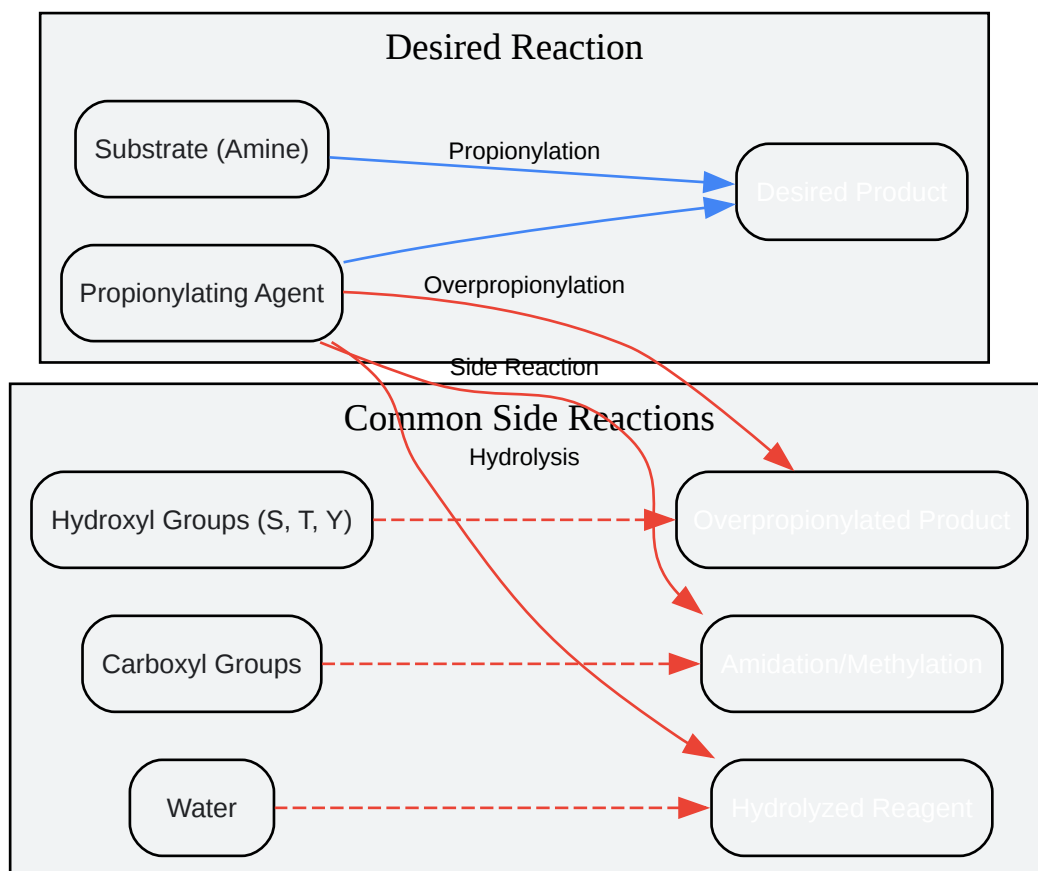 Desired Reaction
Substrate (Amine)
Propionylation
Desired Product
Propionylating Agent
Overpropionylation
Side Reaction
Common Side Reactions
Hydrolysis
Hydroxyl Groups (S, T, Y)
Overpropionylated Product
Carboxyl Groups
Amidation/Methylation
Water
Hydrolyzed Reagent